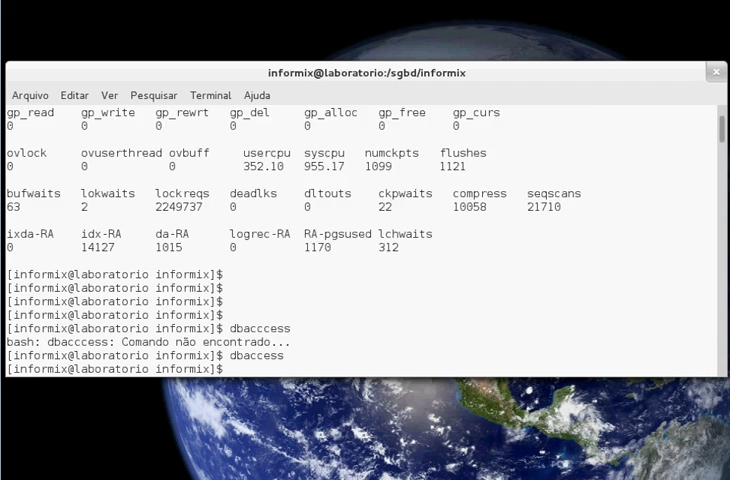 informix@laboratorio:/sgbd/informix
Arquivo Editar Ver Pesquisar Terminal Ajuda
gp_read gp_write gp_rewrt gp_del gp_alloc gp_free gp_curs
0 0 0 0 0 0 0
ovlock ovuserthread ovbuff usercpu syscpu numckpts flushes
0 0 0 352.10 955.17 1099 1121
bufwaits lokwaits lockreqs deadlks dltouts ckpwaits compress seqscans
63 2 2249737 0 0 22 10058 21710
ixda-RA idx-RA da-RA logrec-RA RA-pgsused lchwaits
0 14127 1015 0 1170 312
[informix@laboratorio informix]$
[informix@laboratorio informix]$
[informix@laboratorio informix]$
[informix@laboratorio informix]$
[informix@laboratorio informix]$ dbacccess
bash: dbacccess: Comando não encontrado...
[informix@laboratorio informix]$ dbaccess
[informix@laboratorio informix]$